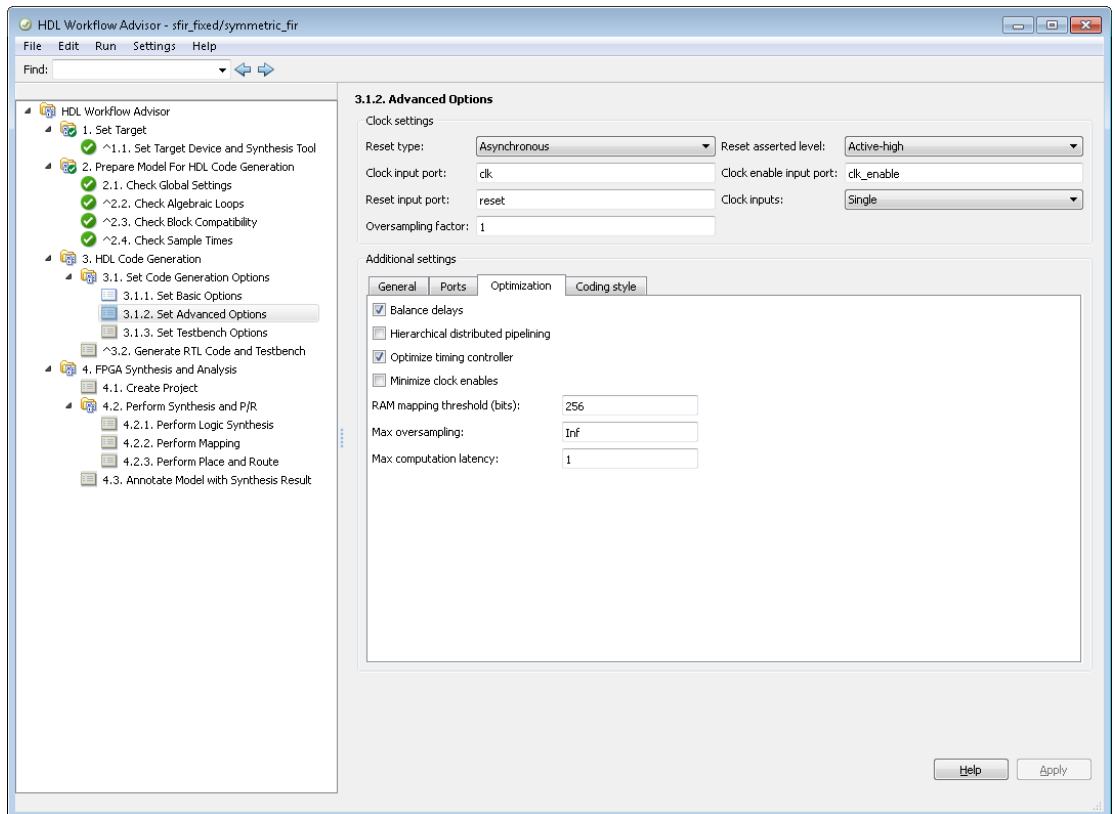 HDL Workflow Advisor - sfir_fixed/symmetric_fir
File Edit Run Settings Help
Find:
HDL Workflow Advisor
1. Set Target
^1.1. Set Target Device and Synthesis Tool
2. Prepare Model For HDL Code Generation
2.1. Check Global Settings
^2.2. Check Algebraic Loops
^2.3. Check Block Compatibility
^2.4. Check Sample Times
3. HDL Code Generation
3.1. Set Code Generation Options
3.1.1. Set Basic Options
3.1.2. Set Advanced Options
3.1.3. Set Testbench Options
^3.2. Generate RTL Code and Testbench
4. FPGA Synthesis and Analysis
4.1. Create Project
4.2. Perform Synthesis and P/R
4.2.1. Perform Logic Synthesis
4.2.2. Perform Mapping
4.2.3. Perform Place and Route
4.3. Annotate Model with Synthesis Result
3.1.2. Advanced Options
Clock settings
Reset type: Asynchronous Reset asserted level: Active-high
Clock input port: clk Clock enable input port: clk_enable
Reset input port: reset Clock inputs: Single
Oversampling factor: 1
Additional settings
General Ports Optimization Coding style
Balance delays
Hierarchical distributed pipelining
Optimize timing controller
Minimize clock enables
RAM mapping threshold (bits): 256
Max oversampling: Inf
Max computation latency: 1
Help Apply